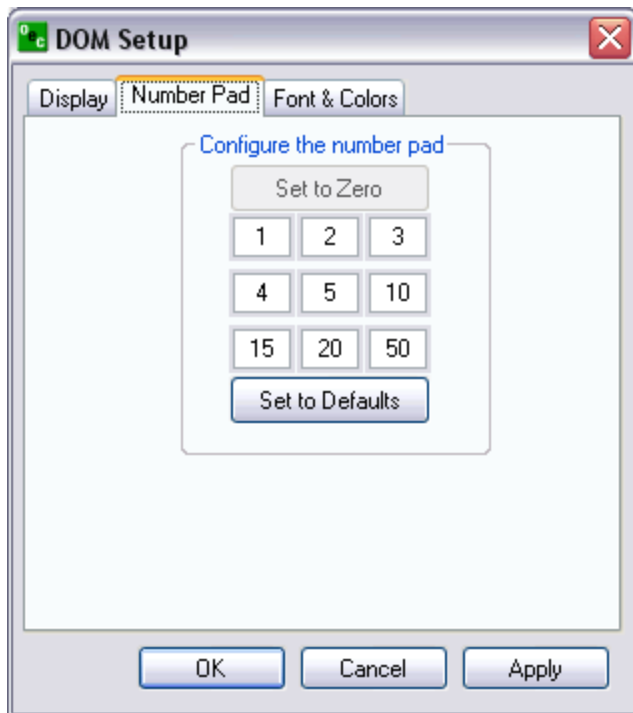 Oec DOM Setup
Display Number Pad Font & Colors
Configure the number pad
Set to Zero
1 2 3
4 5 10
15 20 50
Set to Defaults
OK Cancel Apply